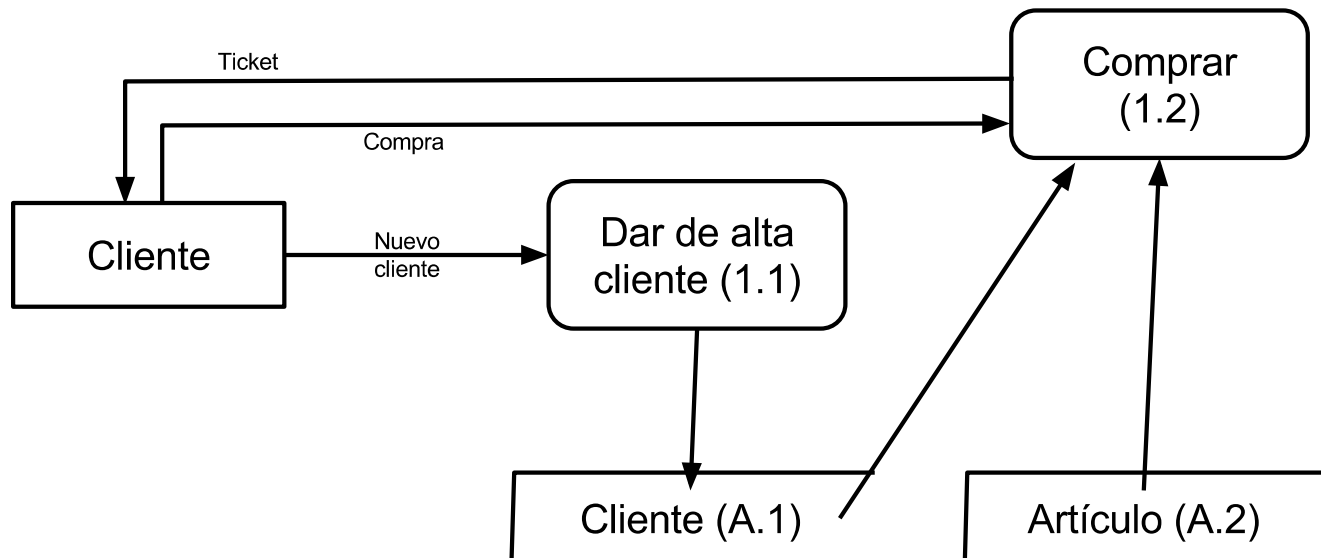 Ticket
Comprar
(1.2)
Compra
Cliente
Nuevo
cliente
Dar de alta
cliente (1.1)
Cliente (A.1)
Artículo (A.2)